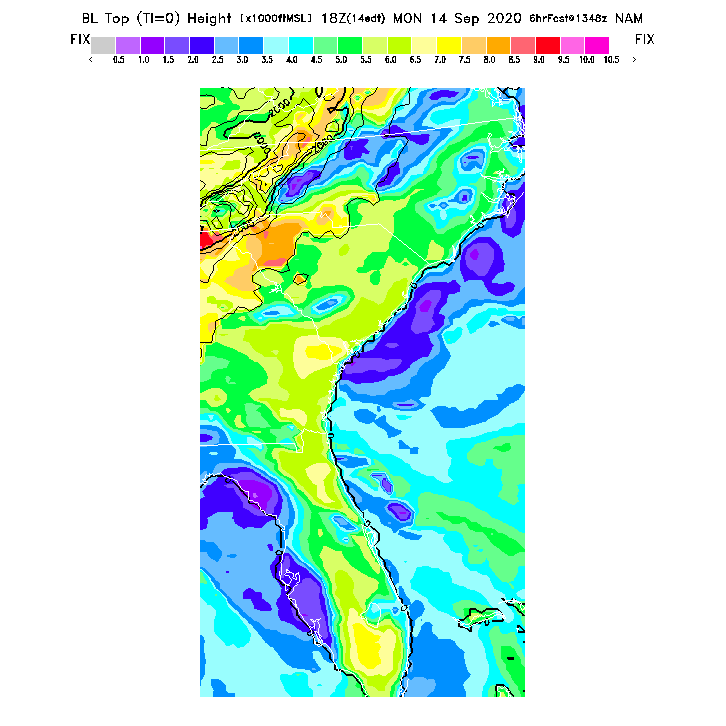 BL Top (TI=0) Height [x1000ftMSL] 18Z(14edt) MON 14 Sep 2020 6hrFcst@1348z NAM
FIX FIX
< 0.5 1.0 1.5 2.0 2.5 3.0 3.5 4.0 4.5 5.0 5.5 6.0 6.5 7.0 7.5 8.0 8.5 9.0 9.5 10.0 10.5 >
2000
2000
2000